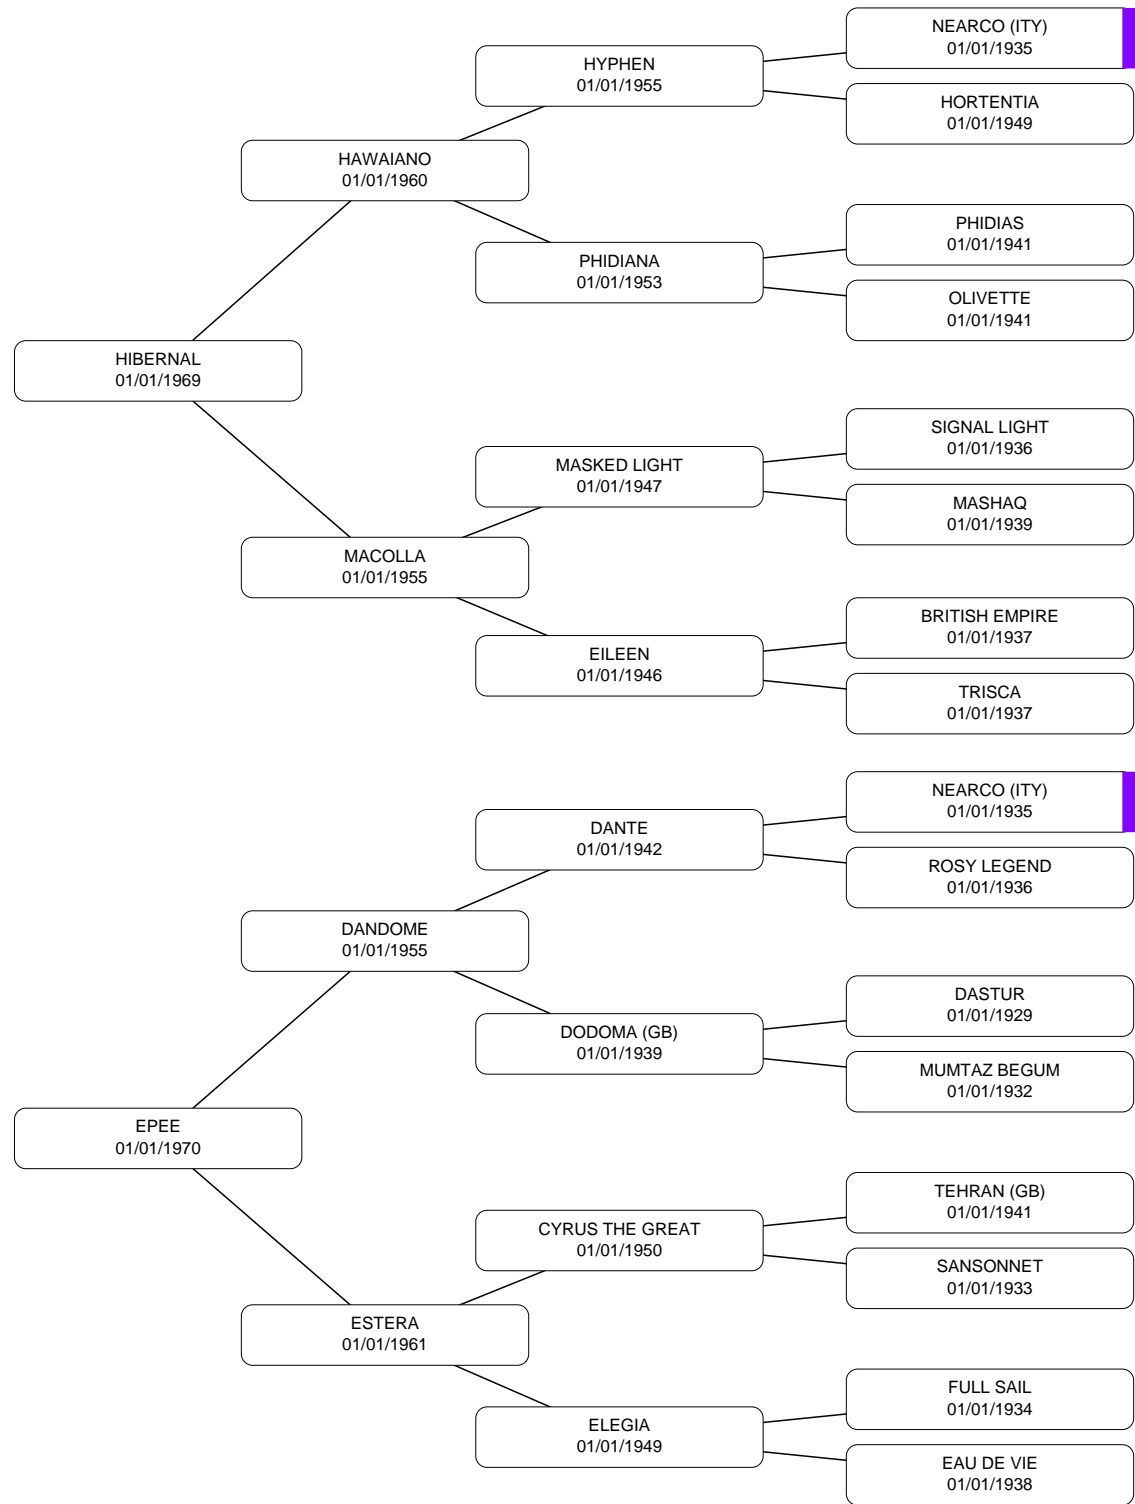 NEARCO (ITY)
01/01/1935
HYPHEN
01/01/1955
HORTENTIA
01/01/1949
HAWAIANO
01/01/1960
PHIDIAS
01/01/1941
PHIDIANA
01/01/1953
OLIVETTE
01/01/1941
HIBERNAL
01/01/1969
SIGNAL LIGHT
01/01/1936
MASKED LIGHT
01/01/1947
MASHAQ
01/01/1939
MACOLLA
01/01/1955
BRITISH EMPIRE
01/01/1937
EILEEN
01/01/1946
TRISCA
01/01/1937
NEARCO (ITY)
01/01/1935
DANTE
01/01/1942
ROSY LEGEND
01/01/1936
DANDOME
01/01/1955
DASTUR
01/01/1929
DODOMA (GB)
01/01/1939
MUMTAZ BEGUM
01/01/1932
EPEE
01/01/1970
TEHRAN (GB)
01/01/1941
CYRUS THE GREAT
01/01/1950
SANSONNET
01/01/1933
ESTERA
01/01/1961
FULL SAIL
01/01/1934
ELEGIA
01/01/1949
EAU DE VIE
01/01/1938